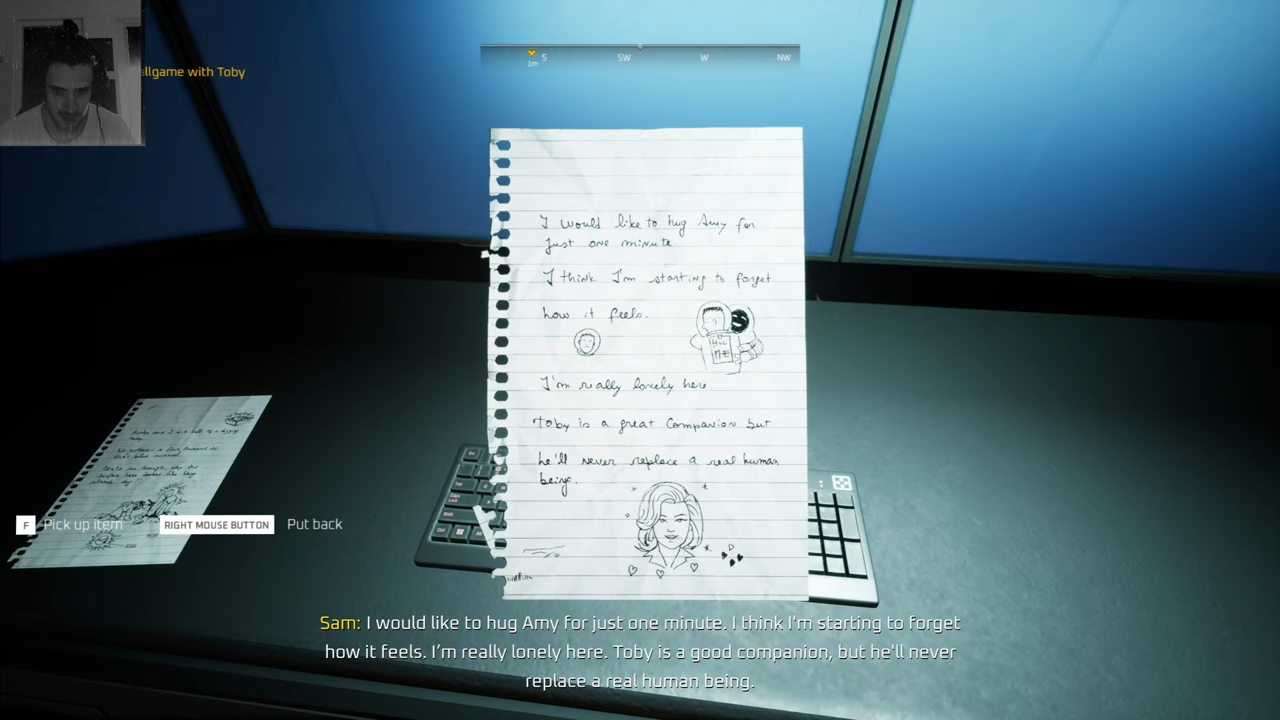 allgame with Toby
1m
S
SW
W
NW
I would like to hug Amy for
just one minute
I think I'm starting to forget
how it feels.
HUG
ME
I'm really lonely here
Toby is a great Companion but
he'll never replace a real human
being.
F Pick up item RIGHT MOUSE BUTTON Put back
Sam: I would like to hug Amy for just one minute. I think I'm starting to forget
how it feels. I'm really lonely here. Toby is a good companion, but he'll never
replace a real human being.